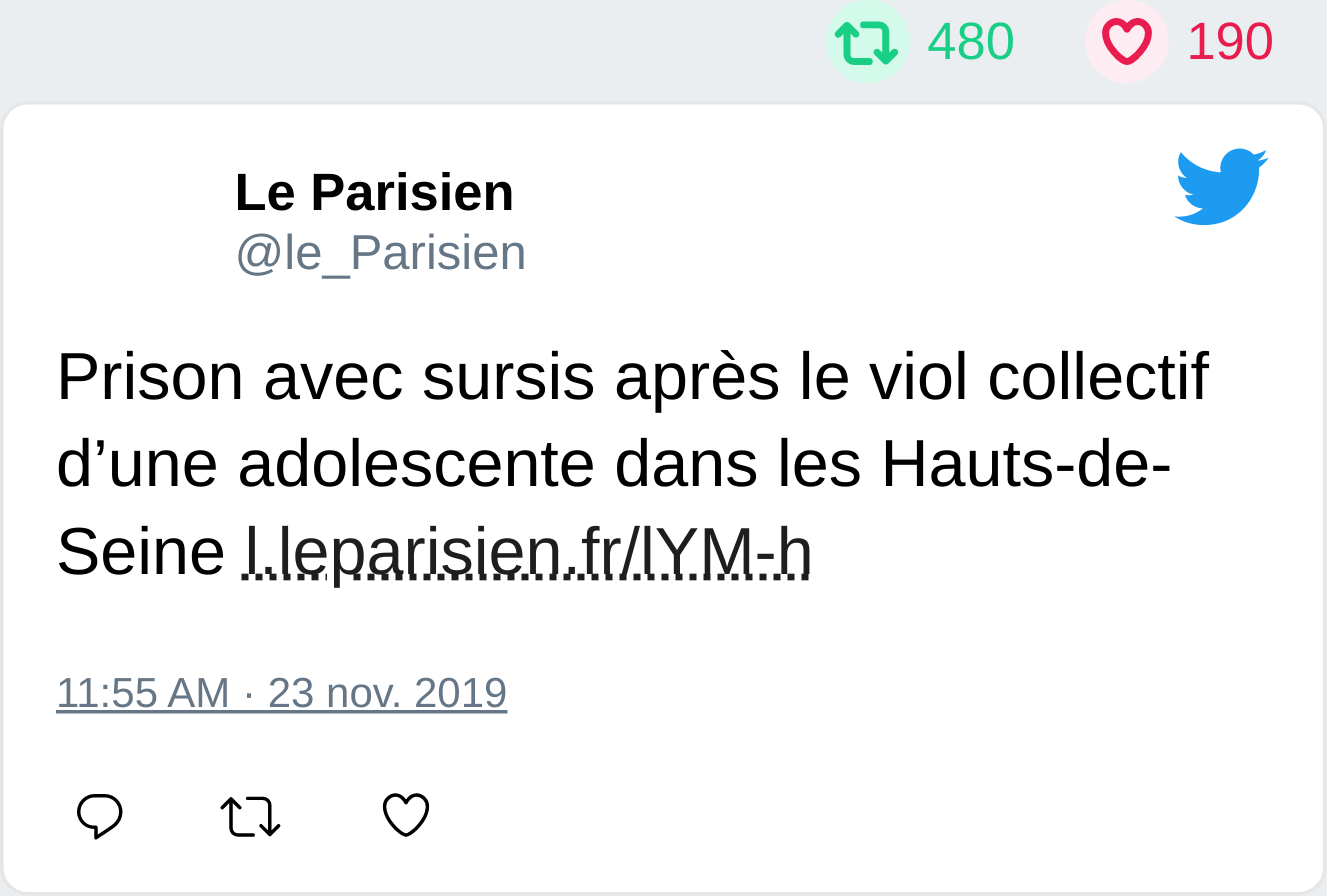 480 190
Le Parisien
@le_Parisien
Prison avec sursis après le viol collectif
d’une adolescente dans les Hauts-de-
Seine l.leparisien.fr/lYM-h
11:55 AM · 23 nov. 2019